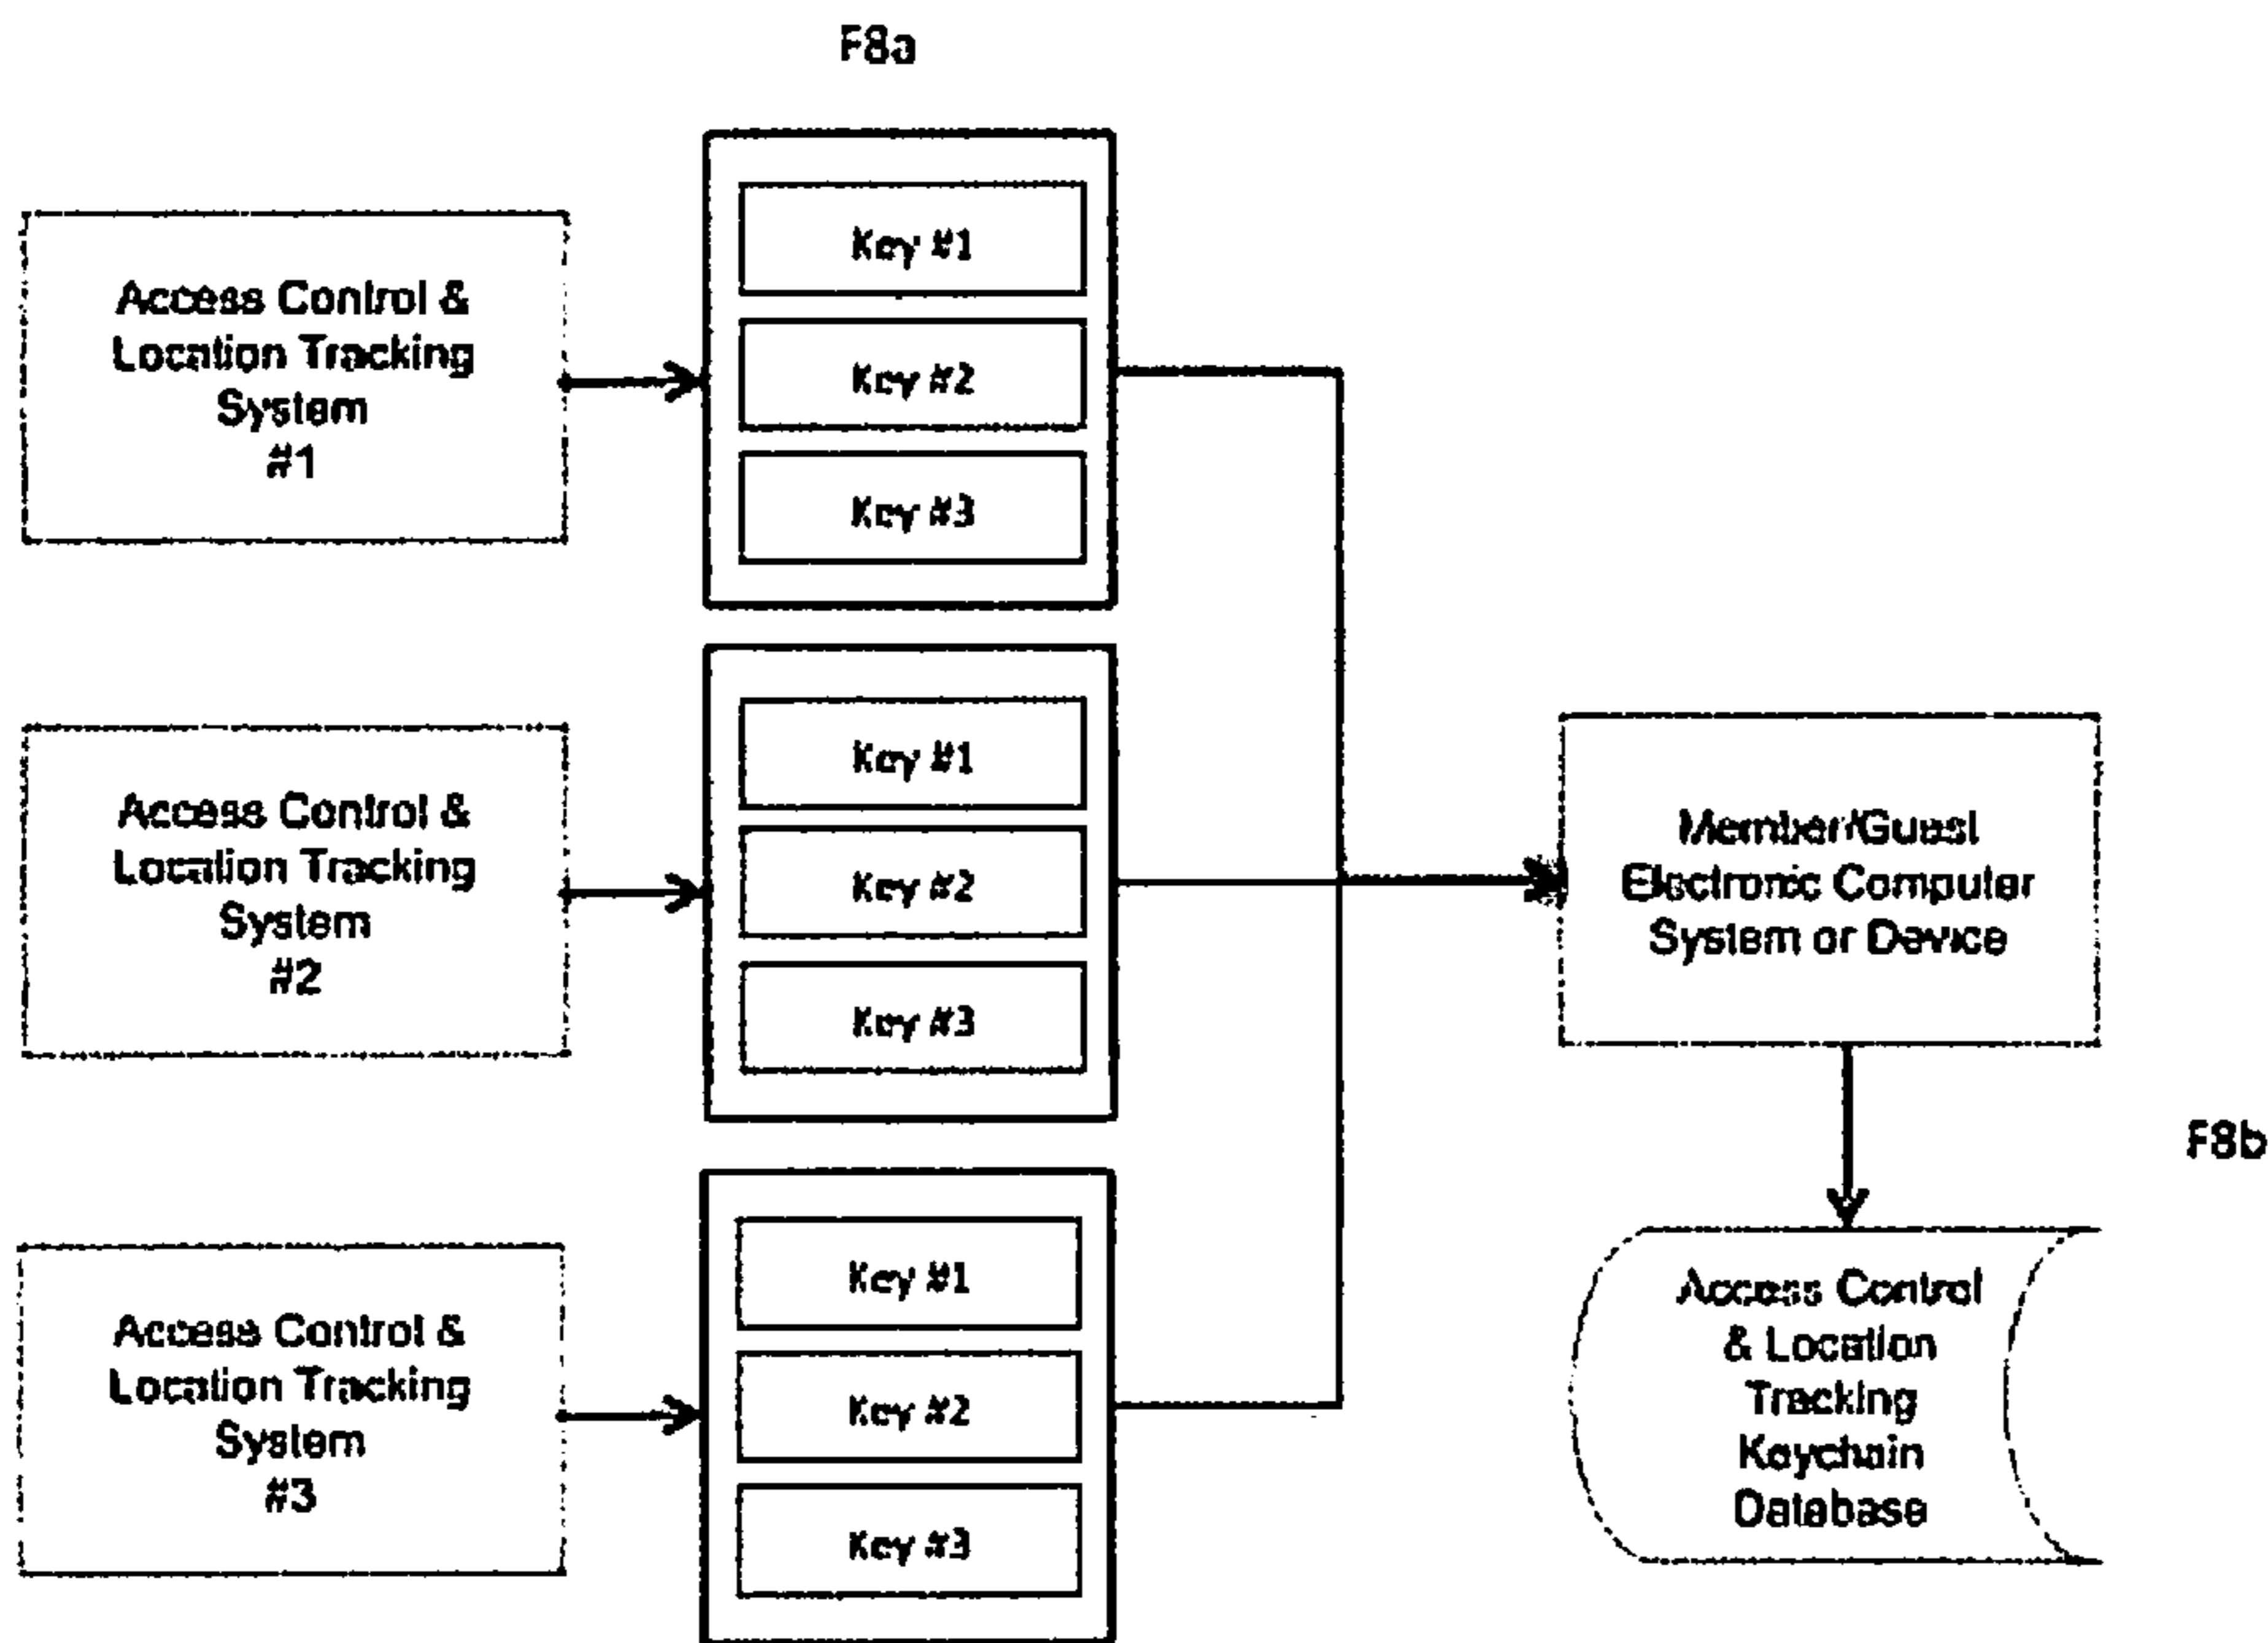 F8a
Access Control &
Location Tracking
System
#1
Key #1
Key #2
Key #3
Access Control &
Location Tracking
System
#2
Key #1
Key #2
Key #3
Member/Guest
Electronic Computer
System or Device
F8b
Access Control
& Location
Tracking
Keychain
Database
Access Control &
Location Tracking
System
#3
Key #1
Key #2
Key #3